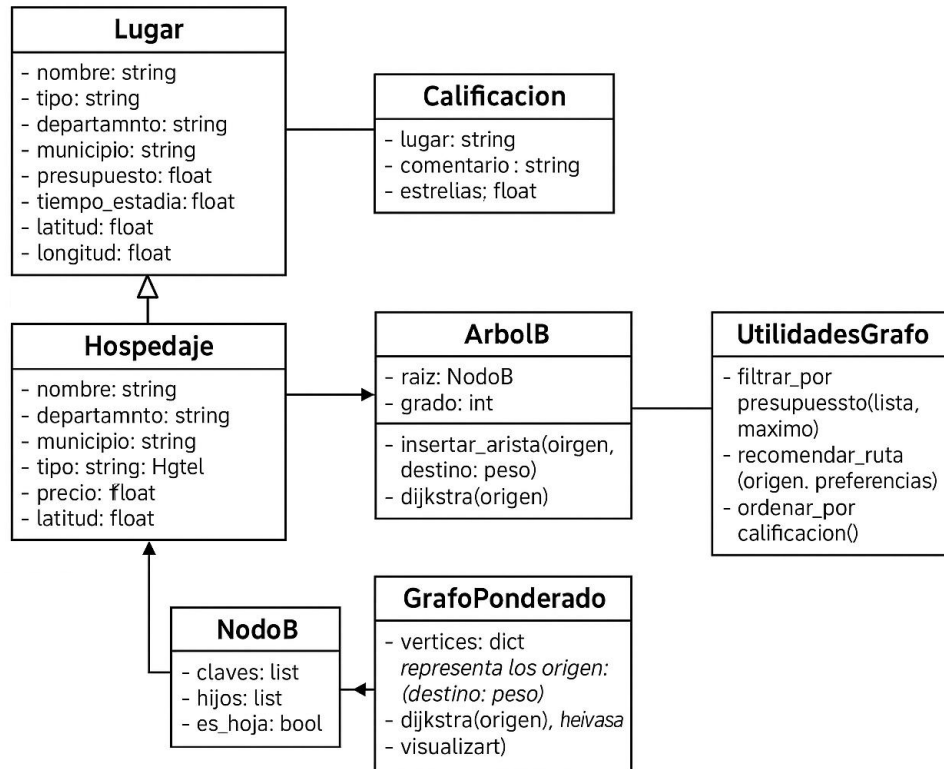 Lugar
- nombre: string
- tipo: string
- departamnto: string
- municipio: string
- presupuesto: float
- tiempo_estadia: float
- latitud: float
- longitud: float
Calificacion
- lugar: string
- comentario : string
- estrelias; float
Hospedaje
- nombre: string
- departamnto: string
- municipio: string
- tipo: string: Hgtel
- precio: float
- latitud: float
ArbolB
- raiz: NodoB
- grado: int
- insertar_arista(oirgen,
destino: peso)
- dijkstra(origen)
UtilidadesGrafo
- filtrar_por
presupuessto(lista,
maximo)
- recomendar_ruta
(origen. preferencias)
- ordenar_por
calificacion()
NodoB
- claves: list
- hijos: list
- es_hoja: bool
GrafoPonderado
- vertices: dict
representa los origen:
(destino: peso)
- dijkstra(origen), heivasa
- visualizart)